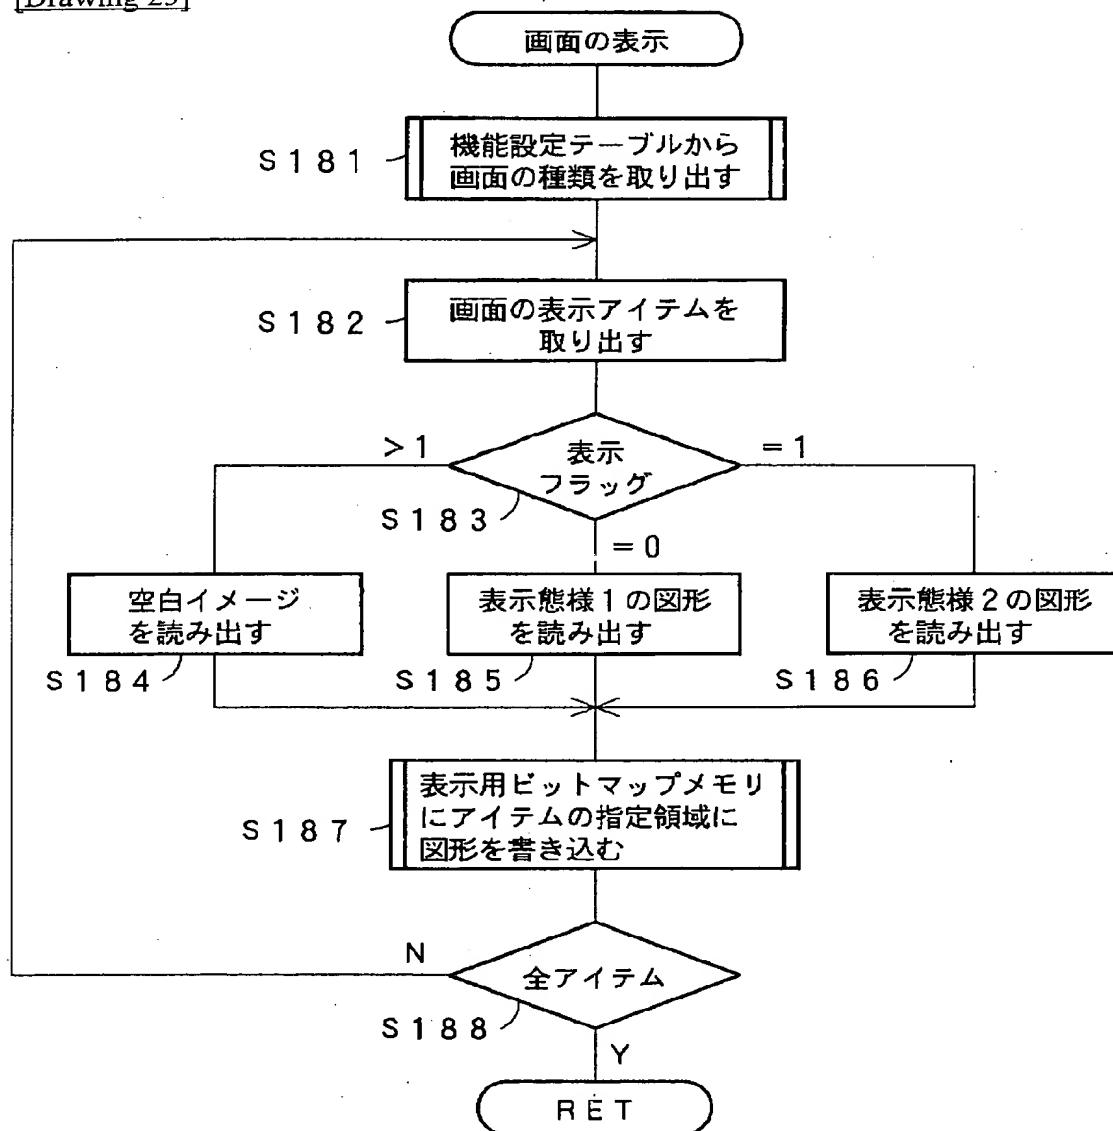 [Drawing 25]
画面の表示
S181
機能設定テーブルから
画面の種類を取り出す
S182
画面の表示アイテムを
取り出す
>1
表示
フラッグ
=1
S183
=0
空白イメージ
を読み出す
表示態様1の図形
を読み出す
表示態様2の図形
を読み出す
S184
S185
S186
S187
表示用ビットマップメモリ
にアイテムの指定領域に
図形を書き込む
N
全アイテム
S188
Y
RET